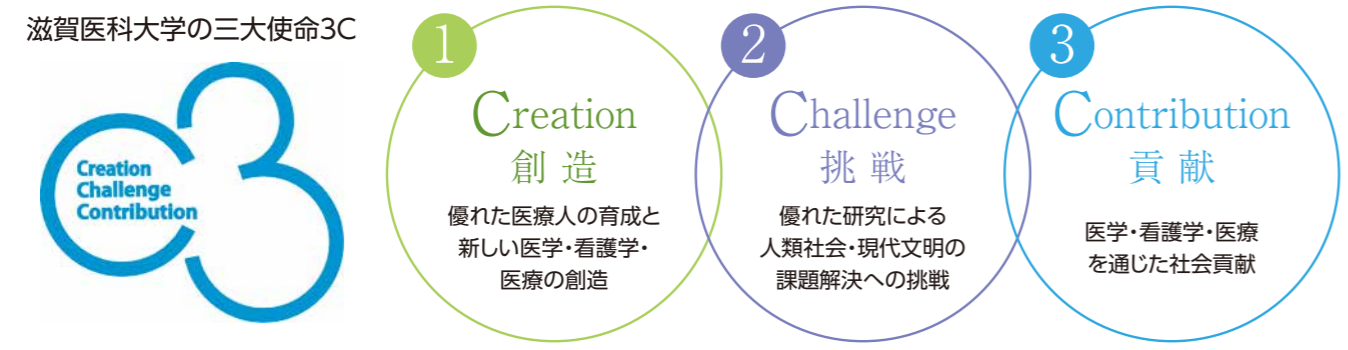 滋賀医科大学の三大使命3C
C3
Creation
Challenge
Contribution
1
Creation
創造
優れた医療人の育成と
新しい医学・看護学・
医療の創造
2
Challenge
挑戦
優れた研究による
人類社会・現代文明の
課題解決への挑戦
3
Contribution
貢献
医学・看護学・医療
を通じた社会貢献